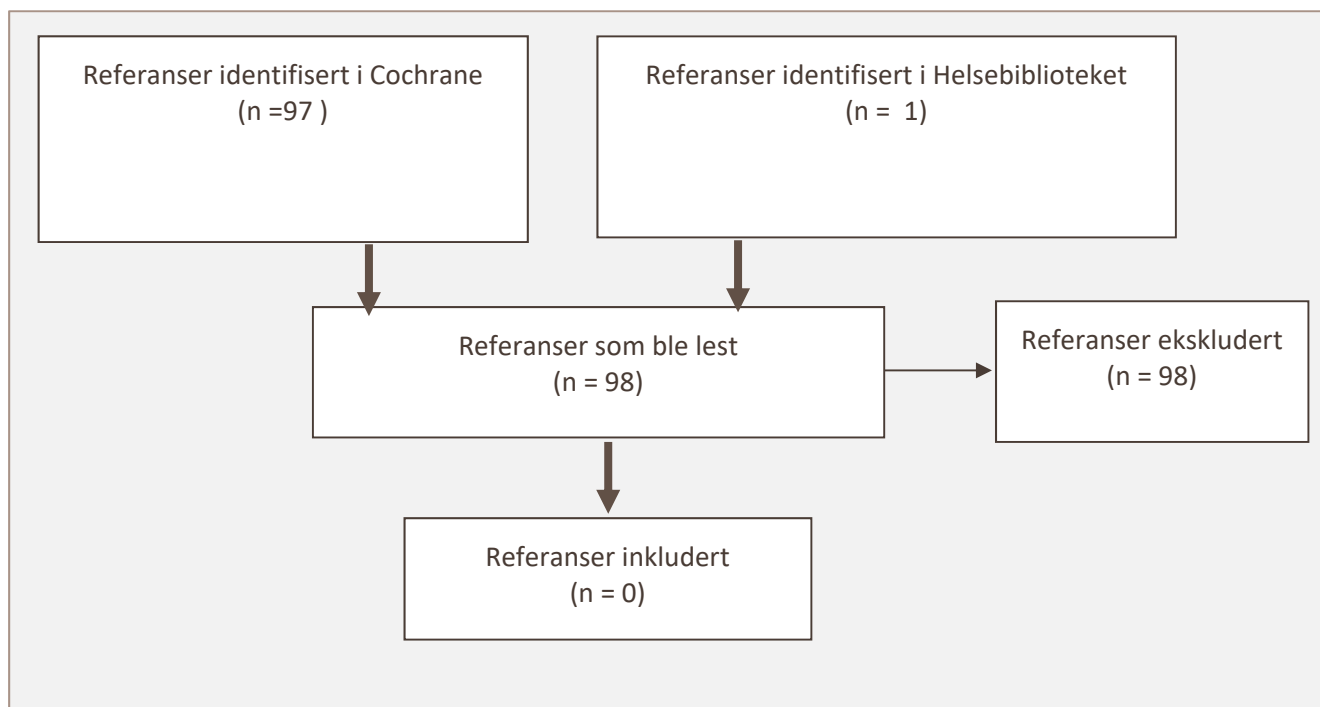 Referanser identifisert i Cochrane
(n =97 )
Referanser identifisert i Helsebiblioteket
(n =  1)
Referanser som ble lest
(n = 98)
Referanser ekskludert
(n = 98)
Referanser inkludert
(n = 0)